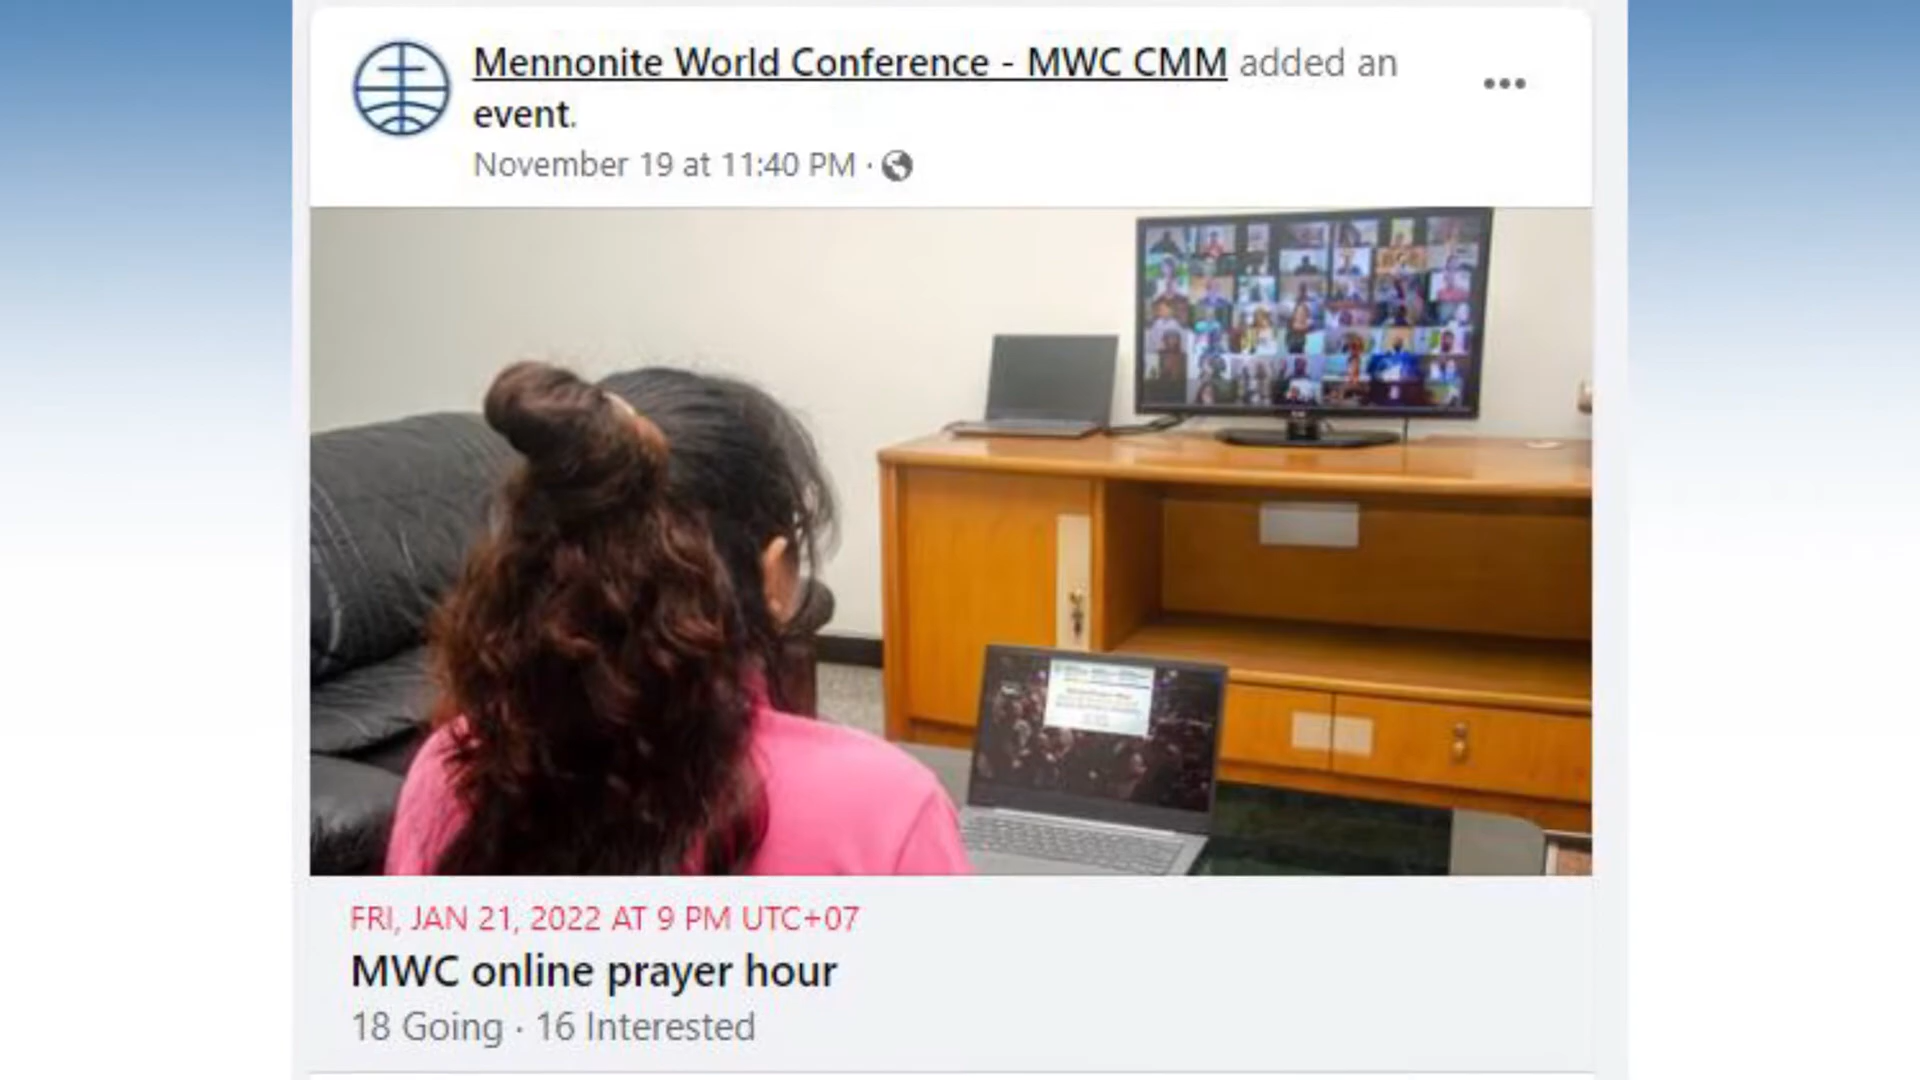 Mennonite World Conference - MWC CMM added an
event.
November 19 at 11:40 PM ·
FRI, JAN 21, 2022 AT 9 PM UTC+07
MWC online prayer hour
18 Going · 16 Interested